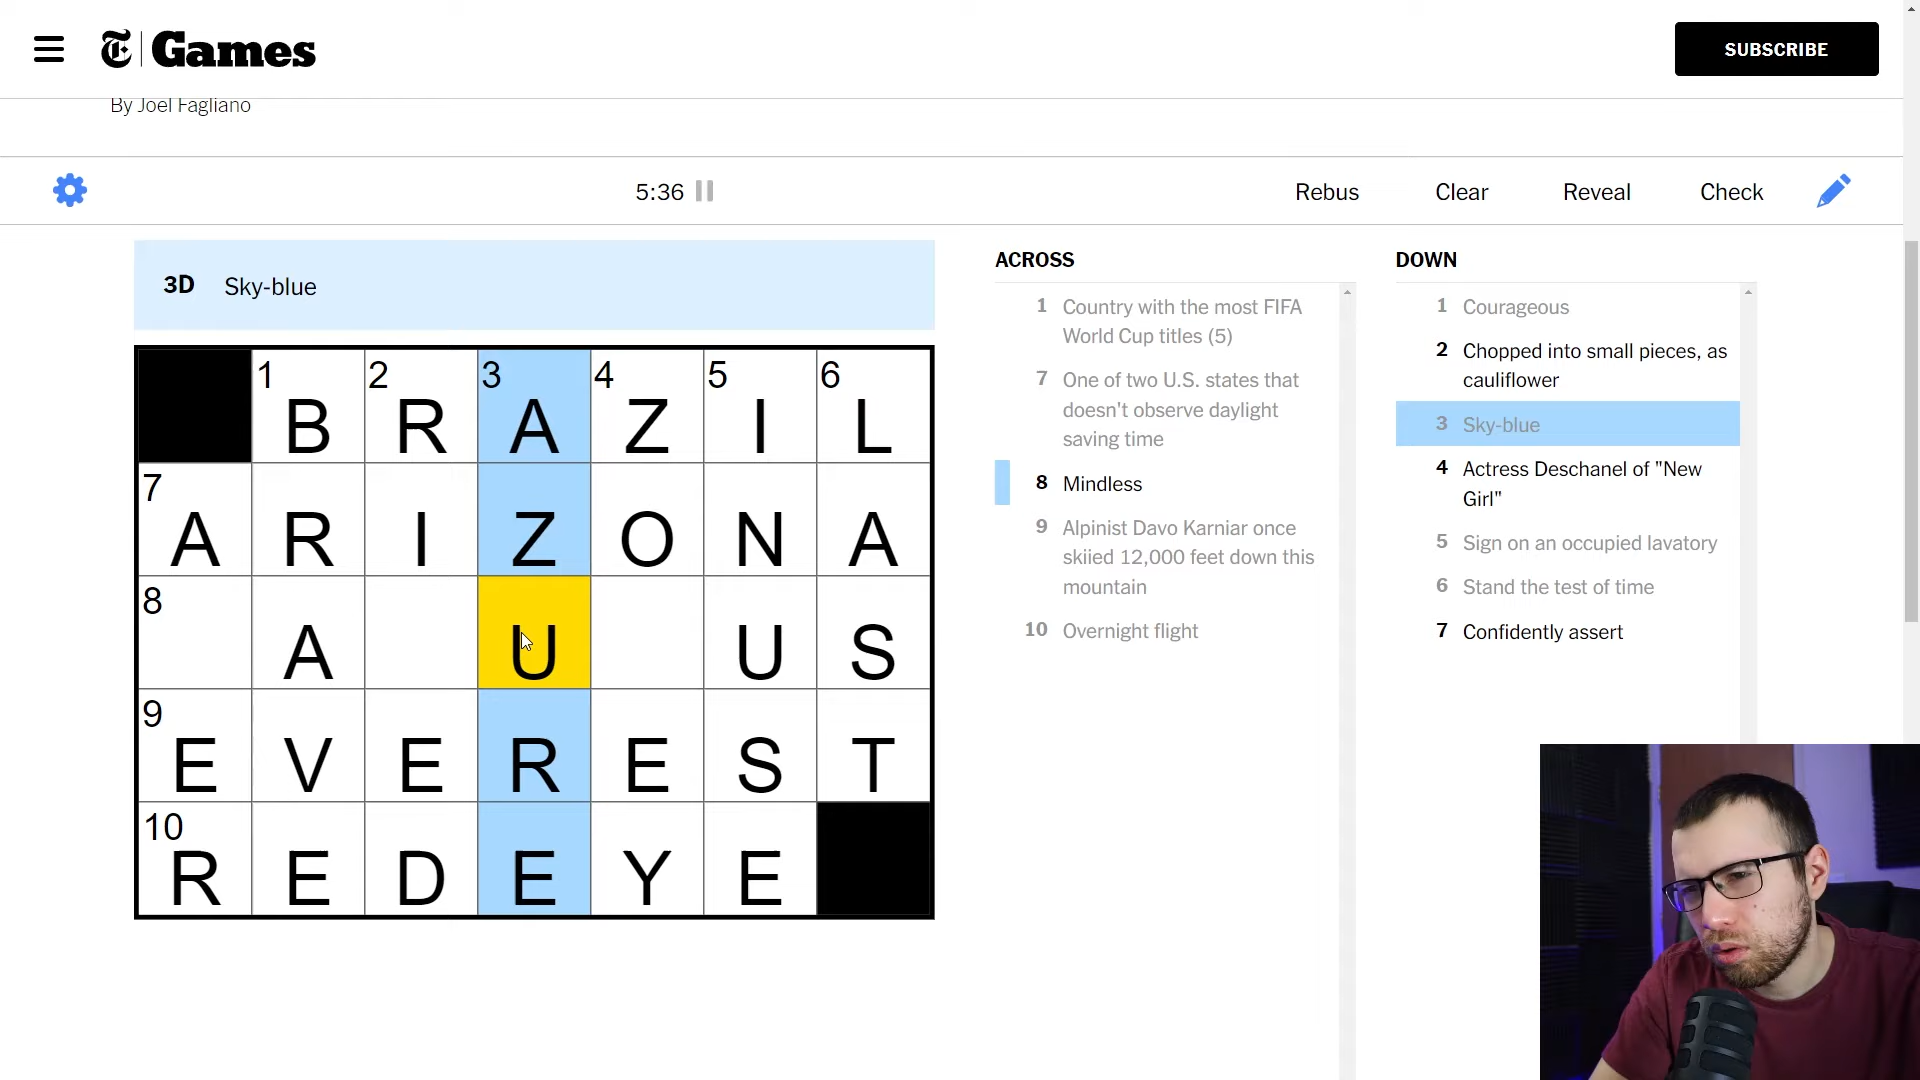 Games
SUBSCRIBE
By Joel Fagliano
5:36
Rebus
Clear
Reveal
Check
3D Sky-blue
1 B 2 R 3 A 4 Z 5 I 6 L
7 A R I Z O N A
8 A U U S
9 E V E R E S T
10 R E D E Y E
ACROSS
1 Country with the most FIFA
World Cup titles (5)
7 One of two U.S. states that
doesn't observe daylight
saving time
8 Mindless
9 Alpinist Davo Karniar once
skiied 12,000 feet down this
mountain
10 Overnight flight
DOWN
1 Courageous
2 Chopped into small pieces, as
cauliflower
3 Sky-blue
4 Actress Deschanel of "New
Girl"
5 Sign on an occupied lavatory
6 Stand the test of time
7 Confidently assert